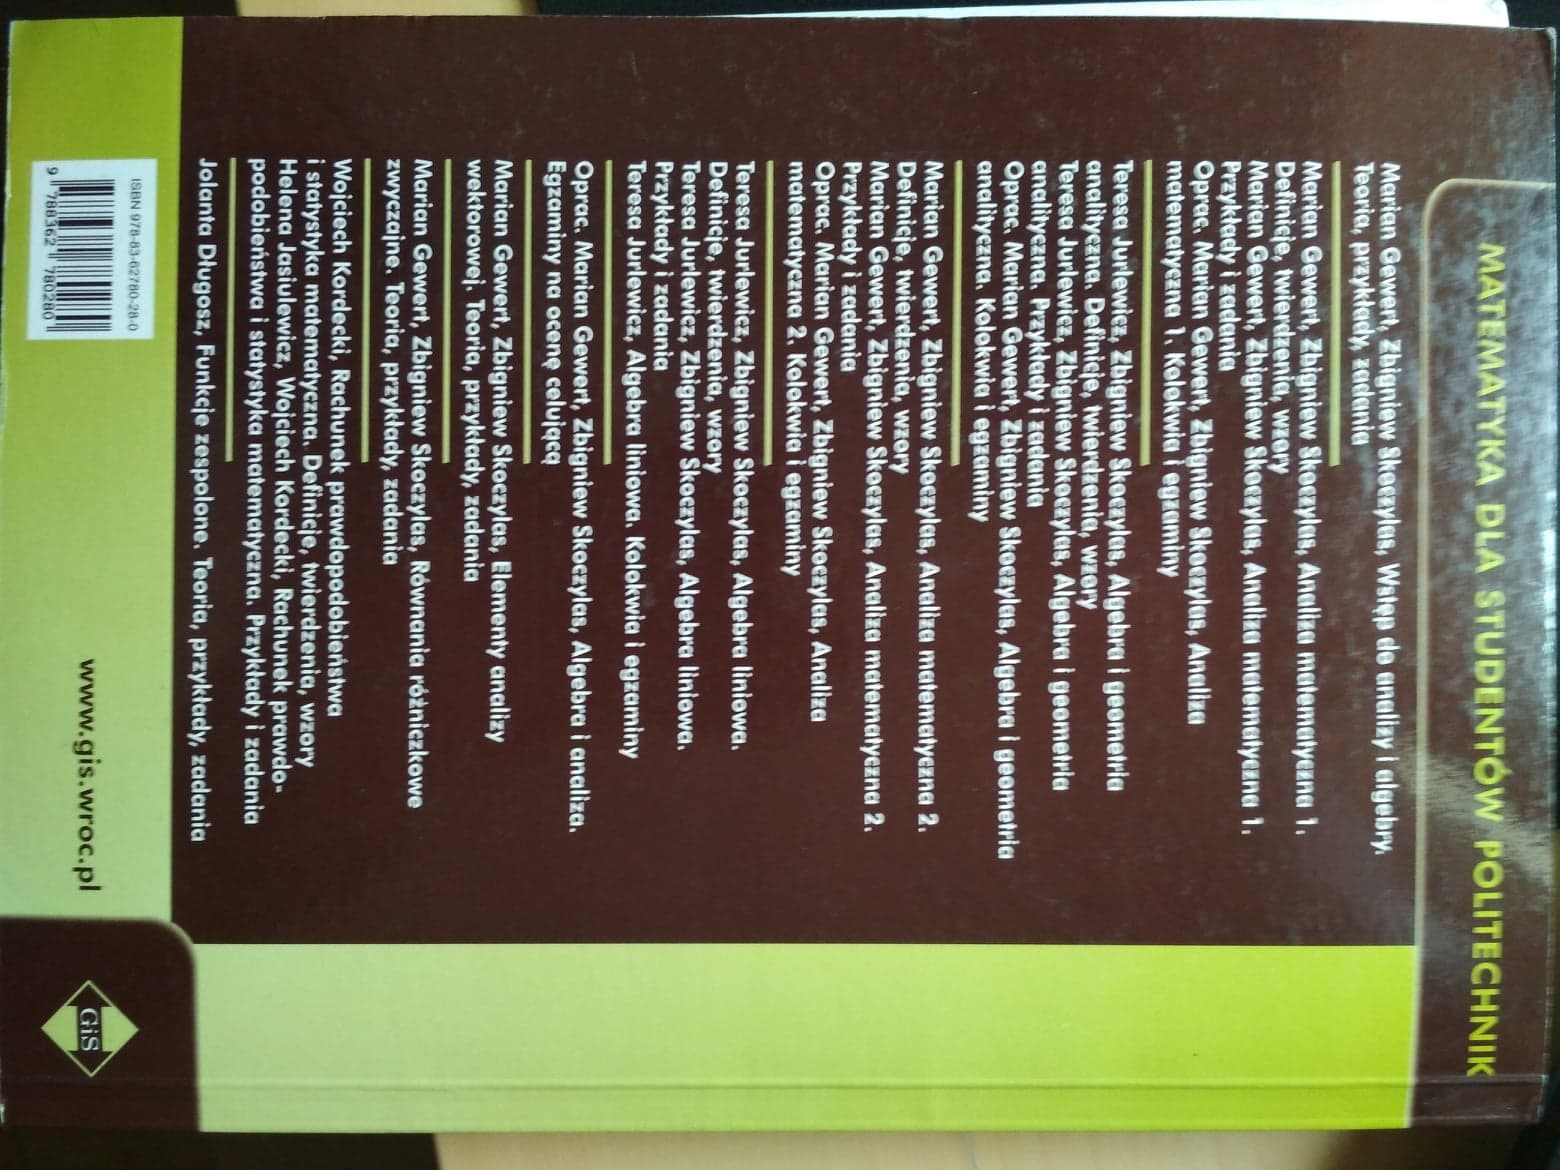 MATEMATYKA DLA STUDENTÓW POLITECHNIK
Marian Gewert, Zbigniew Skoczylas, Wstęp do analizy i algebry.
Teoria, przykłady, zadania
Marian Gewert, Zbigniew Skoczylas, Analiza matematyczna 1.
Definicje, twierdzenia, wzory
Marian Gewert, Zbigniew Skoczylas, Analiza matematyczna 1.
Przykłady i zadania
Oprac. Marian Gewert, Zbigniew Skoczylas, Analiza
matematyczna 1. Kolokwia i egzaminy
Teresa Jurlewicz, Zbigniew Skoczylas, Algebra i geometria
analityczna. Definicje, twierdzenia, wzory
Teresa Jurlewicz, Zbigniew Skoczylas, Algebra i geometria
analityczna. Przykłady i zadania
Oprac. Marian Gewert, Zbigniew Skoczylas, Algebra i geometria
analityczna. Kolokwia i egzaminy
Marian Gewert, Zbigniew Skoczylas, Analiza matematyczna 2.
Definicje, twierdzenia, wzory
Marian Gewert, Zbigniew Skoczylas, Analiza matematyczna 2.
Przykłady i zadania
Oprac. Marian Gewert, Zbigniew Skoczylas, Analiza
matematyczna 2. Kolokwia i egzaminy
Teresa Jurlewicz, Zbigniew Skoczylas, Algebra liniowa.
Definicje, twierdzenia, wzory
Teresa Jurlewicz, Zbigniew Skoczylas, Algebra liniowa.
Przykłady i zadania
Teresa Jurlewicz, Algebra liniowa. Kolokwia i egzaminy
Oprac. Marian Gewert, Zbigniew Skoczylas, Algebra i analiza.
Egzaminy na ocenę celującą
Marian Gewert, Zbigniew Skoczylas, Elementy analizy
wektorowej. Teoria, przykłady, zadania
Marian Gewert, Zbigniew Skoczylas, Równania różniczkowe
zwyczajne. Teoria, przykłady, zadania
Wojciech Kordecki, Rachunek prawdopodobieństwa
i statystyka matematyczna. Definicje, twierdzenia, wzory
Helena Jasiulewicz, Wojciech Kordecki, Rachunek prawdo-
podobieństwa i statystyka matematyczna. Przykłady i zadania
Jolanta Długosz, Funkcje zespolone. Teoria, przykłady, zadania
ISBN 978-83-62780-28-0
9 788362 780280
www.gis.wroc.pl
GiS